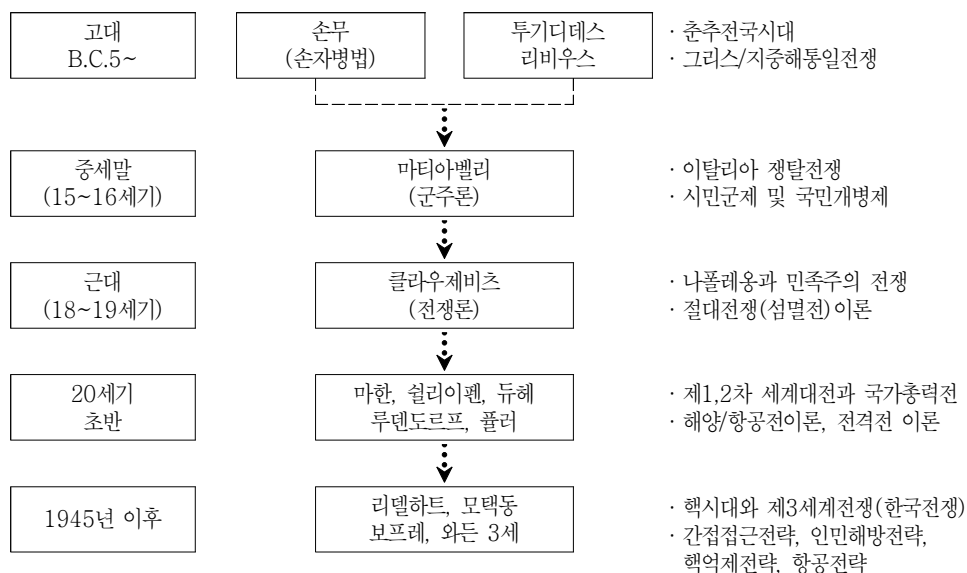 고대
B.C.5~
손무
(손자병법)
투기디데스
리비우스
· 춘추전국시대
· 그리스/지중해통일전쟁
중세말
(15~16세기)
마티아벨리
(군주론)
· 이탈리아 쟁탈전쟁
· 시민군제 및 국민개병제
근대
(18~19세기)
클라우제비츠
(전쟁론)
· 나폴레옹과 민족주의 전쟁
· 절대전쟁(섬멸전)이론
20세기
초반
마한, 쉴리이펜, 듀헤
루덴도르프, 퓰러
· 제1,2차 세계대전과 국가총력전
· 해양/항공전이론, 전격전 이론
1945년 이후
리델하트, 모택동
보프레, 와든 3세
· 핵시대와 제3세계전쟁(한국전쟁)
· 간접접근전략, 인민해방전략,
핵억제전략, 항공전략